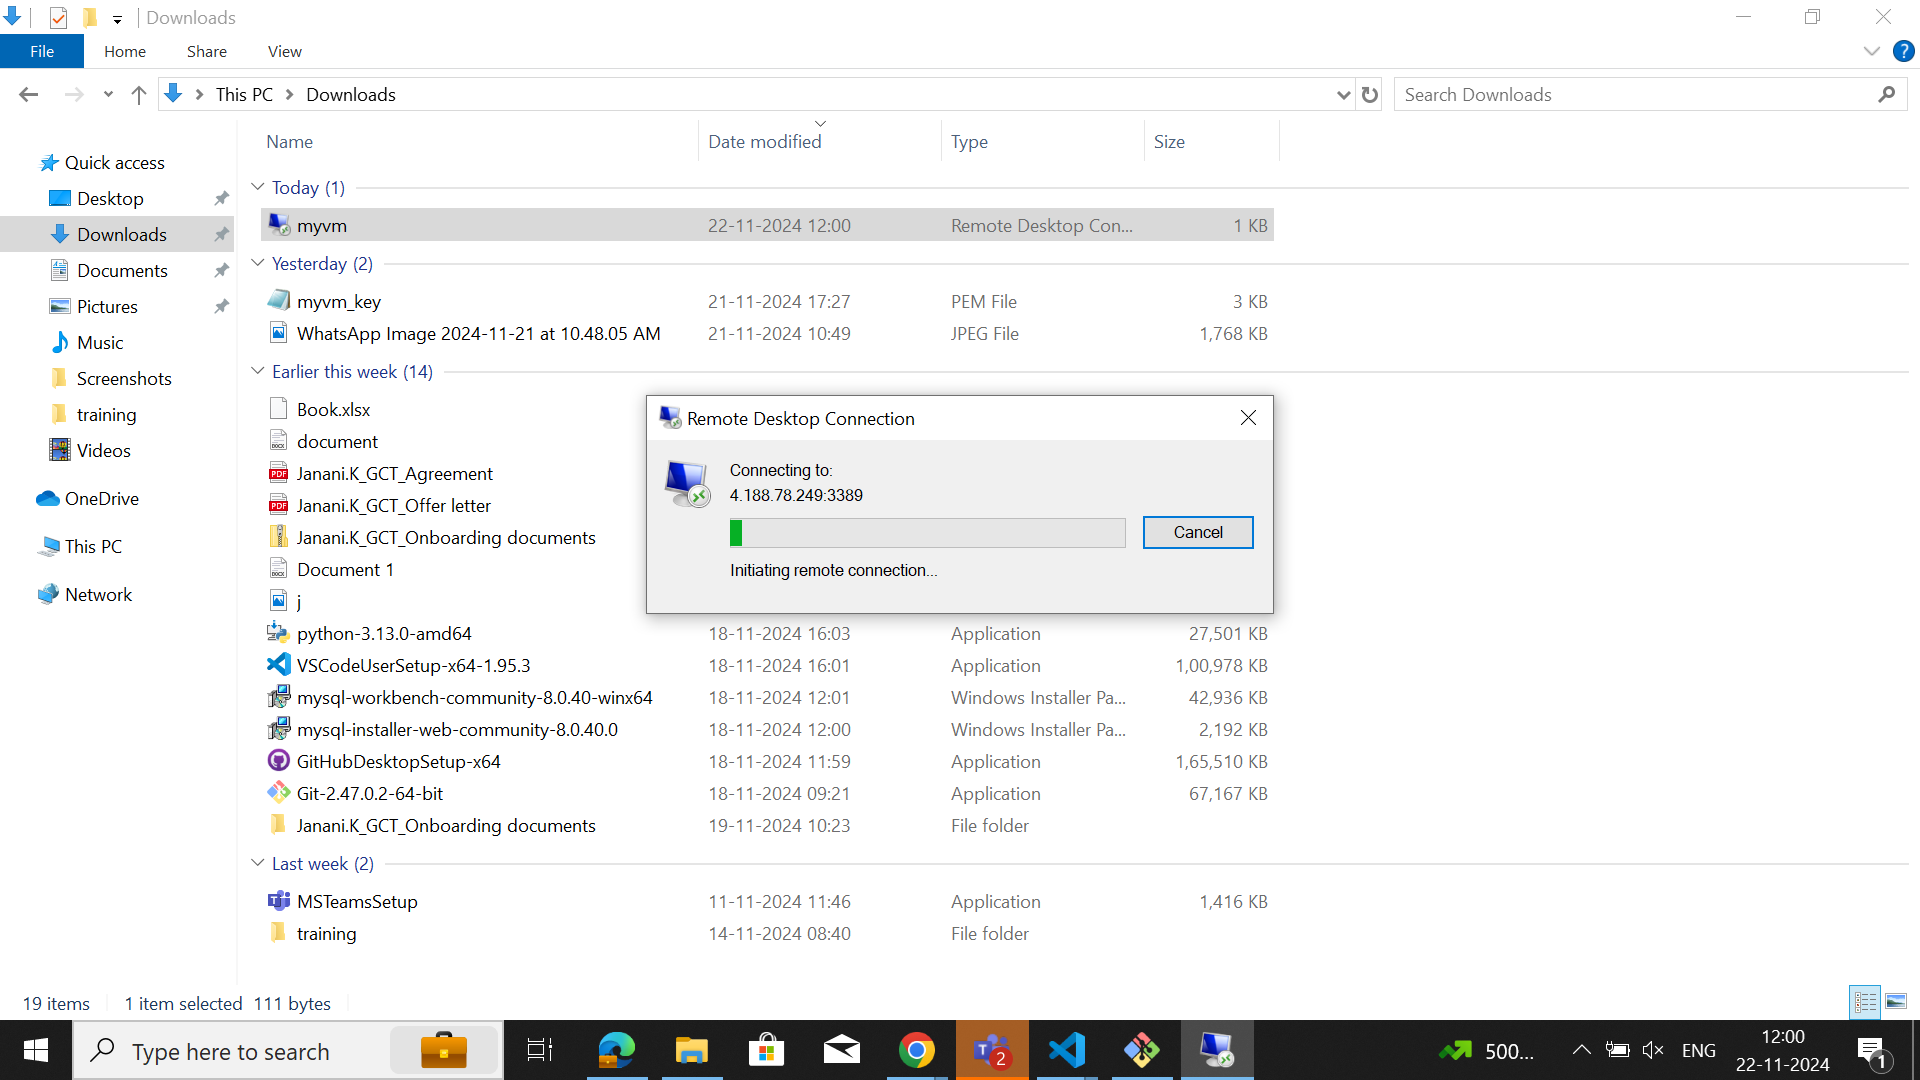 Downloads
File Home Share View
This PC Downloads
Search Downloads
Name Date modified Type Size
Quick access
Desktop
Downloads
Documents
Pictures
Music
Screenshots
training
Videos
OneDrive
This PC
Network
Today (1)
myvm 22-11-2024 12:00 Remote Desktop Con... 1 KB
Yesterday (2)
myvm_key 21-11-2024 17:27 PEM File 3 KB
WhatsApp Image 2024-11-21 at 10.48.05 AM 21-11-2024 10:49 JPEG File 1,768 KB
Earlier this week (14)
Book.xlsx
document
Janani.K_GCT_Agreement
Janani.K_GCT_Offer letter
Janani.K_GCT_Onboarding documents
Document 1
j
python-3.13.0-amd64 18-11-2024 16:03 Application 27,501 KB
VSCodeUserSetup-x64-1.95.3 18-11-2024 16:01 Application 1,00,978 KB
mysql-workbench-community-8.0.40-winx64 18-11-2024 12:01 Windows Installer Pa... 42,936 KB
mysql-installer-web-community-8.0.40.0 18-11-2024 12:00 Windows Installer Pa... 2,192 KB
GitHubDesktopSetup-x64 18-11-2024 11:59 Application 1,65,510 KB
Git-2.47.0.2-64-bit 18-11-2024 09:21 Application 67,167 KB
Janani.K_GCT_Onboarding documents 19-11-2024 10:23 File folder
Last week (2)
MSTeamsSetup 11-11-2024 11:46 Application 1,416 KB
training 14-11-2024 08:40 File folder
Remote Desktop Connection
Connecting to:
4.188.78.249:3389
Cancel
Initiating remote connection...
19 items 1 item selected 111 bytes
Type here to search
2
500...
ENG
12:00
22-11-2024
1